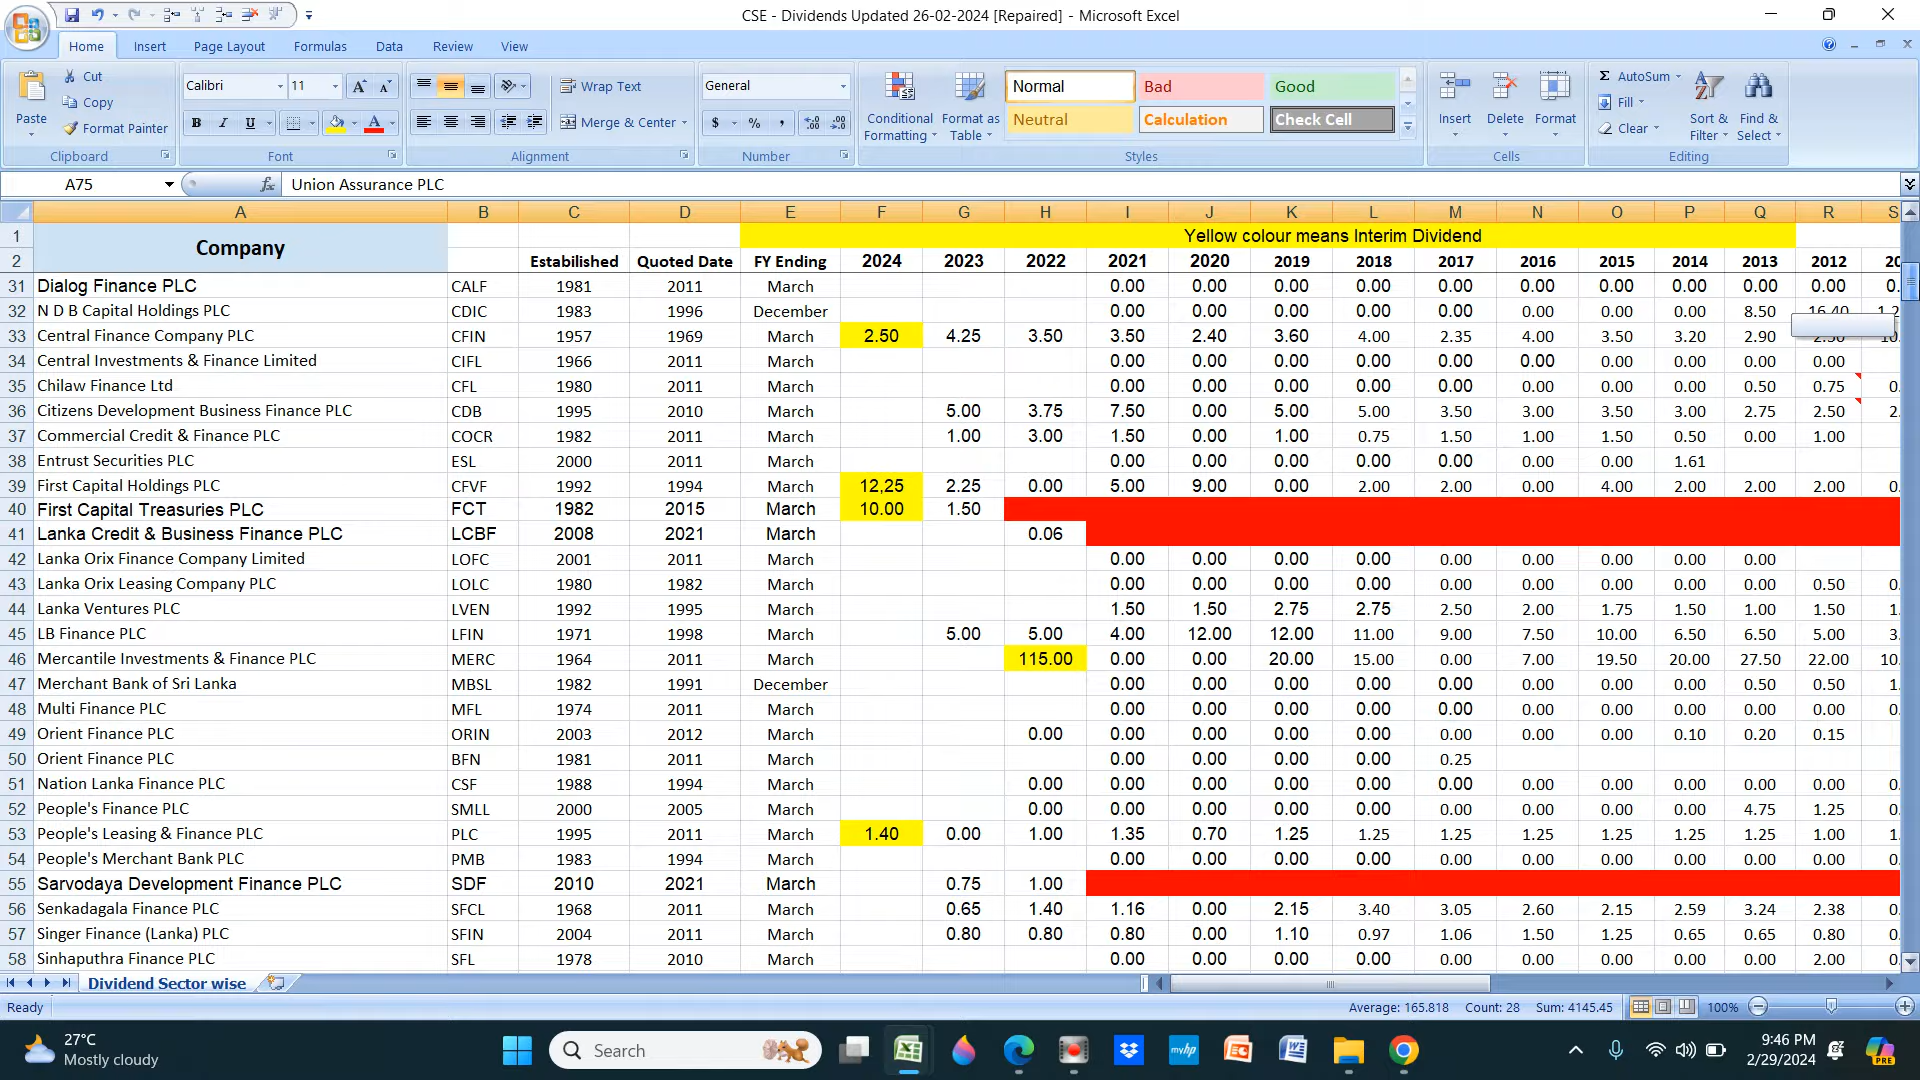 CSE - Dividends Updated 26-02-2024 [Repaired] - Microsoft Excel
Home Insert Page Layout Formulas Data Review View
Paste Cut Copy Format Painter Clipboard
Calibri 11 B I U Font
Wrap Text Merge & Center Alignment
General $ % , Number
Conditional Formatting Format as Table Normal Bad Good Neutral Calculation Check Cell Styles
Insert Delete Format Cells
AutoSum Fill Clear Sort & Filter Find & Select Editing
A75 fx Union Assurance PLC
A B C D E F G H I J K L M N O P Q R S
1 Company Yellow colour means Interim Dividend
2 Estabilished Quoted Date FY Ending 2024 2023 2022 2021 2020 2019 2018 2017 2016 2015 2014 2013 2012
31 Dialog Finance PLC CALF 1981 2011 March 0.00 0.00 0.00 0.00 0.00 0.00 0.00 0.00 0.00 0.00 0.
32 N D B Capital Holdings PLC CDIC 1983 1996 December 0.00 0.00 0.00 0.00 0.00 0.00 0.00 0.00 8.50 16.40 1.2
33 Central Finance Company PLC CFIN 1957 1969 March 2.50 4.25 3.50 3.50 2.40 3.60 4.00 2.35 4.00 3.50 3.20 2.90
34 Central Investments & Finance Limited CIFL 1966 2011 March 0.00 0.00 0.00 0.00 0.00 0.00 0.00 0.00 0.00 0.00
35 Chilaw Finance Ltd CFL 1980 2011 March 0.00 0.00 0.00 0.00 0.00 0.00 0.00 0.00 0.50 0.75 0.
36 Citizens Development Business Finance PLC CDB 1995 2010 March 5.00 3.75 7.50 0.00 5.00 5.00 3.50 3.00 3.50 3.00 2.75 2.50 2.
37 Commercial Credit & Finance PLC COCR 1982 2011 March 1.00 3.00 1.50 0.00 1.00 0.75 1.50 1.00 1.50 0.50 0.00 1.00
38 Entrust Securities PLC ESL 2000 2011 March 0.00 0.00 0.00 0.00 0.00 0.00 0.00 1.61
39 First Capital Holdings PLC CFVF 1992 1994 March 12,25 2.25 0.00 5.00 9.00 0.00 2.00 2.00 0.00 4.00 2.00 2.00 2.00 0.
40 First Capital Treasuries PLC FCT 1982 2015 March 10.00 1.50
41 Lanka Credit & Business Finance PLC LCBF 2008 2021 March 0.06
42 Lanka Orix Finance Company Limited LOFC 2001 2011 March 0.00 0.00 0.00 0.00 0.00 0.00 0.00 0.00 0.00
43 Lanka Orix Leasing Company PLC LOLC 1980 1982 March 0.00 0.00 0.00 0.00 0.00 0.00 0.00 0.00 0.00 0.50 0.
44 Lanka Ventures PLC LVEN 1992 1995 March 1.50 1.50 2.75 2.75 2.50 2.00 1.75 1.50 1.00 1.50 1.
45 LB Finance PLC LFIN 1971 1998 March 5.00 5.00 4.00 12.00 12.00 11.00 9.00 7.50 10.00 6.50 6.50 5.00 3.
46 Mercantile Investments & Finance PLC MERC 1964 2011 March 115.00 0.00 0.00 20.00 15.00 0.00 7.00 19.50 20.00 27.50 22.00 10.
47 Merchant Bank of Sri Lanka MBSL 1982 1991 December 0.00 0.00 0.00 0.00 0.00 0.00 0.00 0.00 0.50 0.50 1.
48 Multi Finance PLC MFL 1974 2011 March 0.00 0.00 0.00 0.00 0.00 0.00 0.00 0.00 0.00 0.00 0.
49 Orient Finance PLC ORIN 2003 2012 March 0.00 0.00 0.00 0.00 0.00 0.00 0.00 0.00 0.10 0.20 0.15
50 Orient Finance PLC BFN 1981 2011 March 0.00 0.00 0.00 0.00 0.25
51 Nation Lanka Finance PLC CSF 1988 1994 March 0.00 0.00 0.00 0.00 0.00 0.00 0.00 0.00 0.00 0.00 0.00 0.
52 People's Finance PLC SMLL 2000 2005 March 0.00 0.00 0.00 0.00 0.00 0.00 0.00 0.00 0.00 4.75 1.25 0.
53 People's Leasing & Finance PLC PLC 1995 2011 March 1.40 0.00 1.00 1.35 0.70 1.25 1.25 1.25 1.25 1.25 1.25 1.25 1.00 1.
54 People's Merchant Bank PLC PMB 1983 1994 March 0.00 0.00 0.00 0.00 0.00 0.00 0.00 0.00 0.00 0.00 0.
55 Sarvodaya Development Finance PLC SDF 2010 2021 March 0.75 1.00
56 Senkadagala Finance PLC SFCL 1968 2011 March 0.65 1.40 1.16 0.00 2.15 3.40 3.05 2.60 2.15 2.59 3.24 2.38 0.
57 Singer Finance (Lanka) PLC SFIN 2004 2011 March 0.80 0.80 0.80 0.00 1.10 0.97 1.06 1.50 1.25 0.65 0.65 0.80 0.
58 Sinhaputhra Finance PLC SFL 1978 2010 March 0.00 0.00 0.00 0.00 0.00 0.00 0.00 0.00 0.00 2.00 0.
Dividend Sector wise
Ready Average: 165.818 Count: 28 Sum: 4145.45 100%
27°C
Mostly cloudy
Search
9:46 PM
2/29/2024